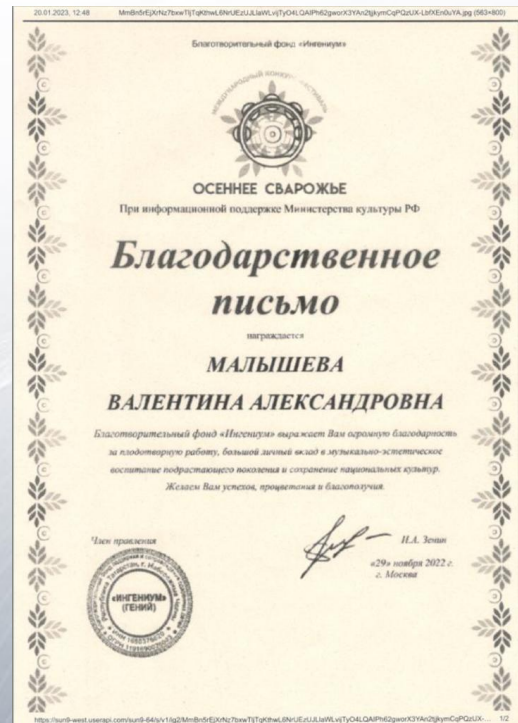 20.01.2023, 12:48
Благотворительный фонд «Ингениум»
МЕЖДУНАРОДНЫЙ КОНКУРС-ФЕСТИВАЛЬ
ОСЕННЕЕ СВАРОЖЬЕ
При информационной поддержке Министерства культуры РФ
Благодарственное
письмо
награждается
МАЛЫШЕВА
ВАЛЕНТИНА АЛЕКСАНДРОВНА
Благотворительный фонд «Ингениум» выражает Вам огромную благодарность
за плодотворную работу, большой личный вклад в музыкально-эстетическое
воспитание подрастающего поколения и сохранение национальных культур.
Желаем Вам успехов, процветания и благополучия.
Член правления
И.А. Зенин
«29» ноября 2022 г.
г. Москва
«ИНГЕНИУМ»
(ГЕНИЙ)
1/2